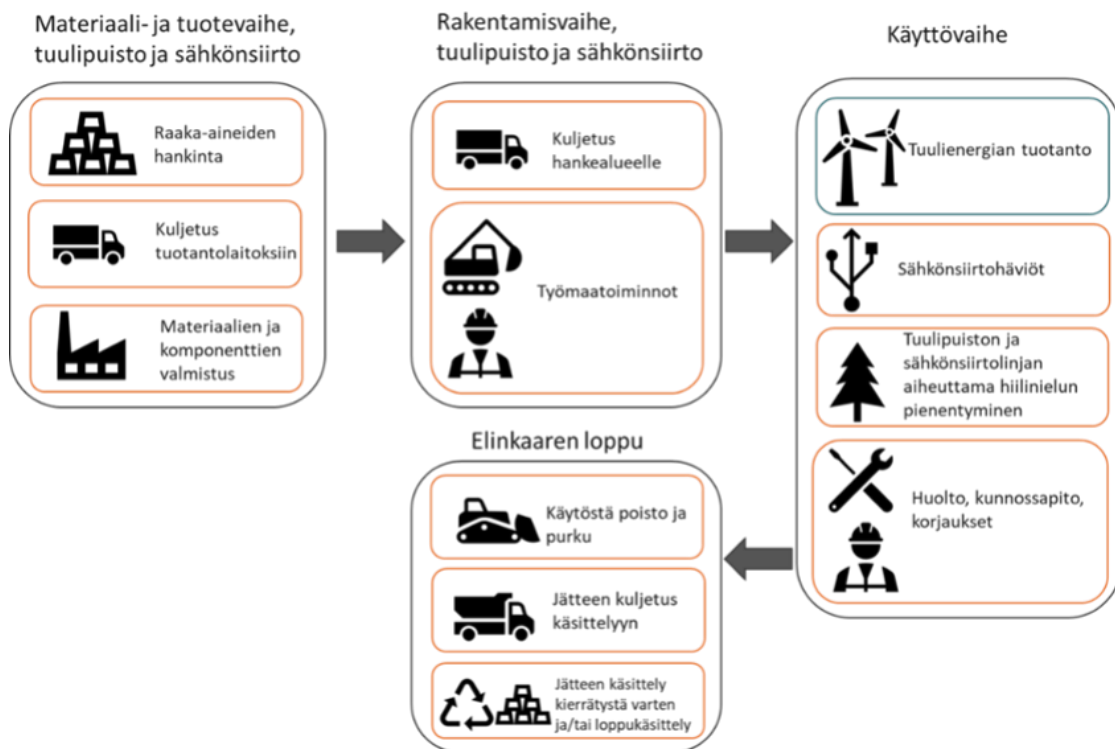 Materiaali- ja tuotevaihe,
tuulipuisto ja sähkönsiirto
Raaka-aineiden
hankinta
Kuljetus
tuotantolaitoksiin
Materiaalien ja
komponenttien
valmistus
Rakentamisvaihe,
tuulipuisto ja sähkönsiirto
Kuljetus
hankealueelle
Työmaatoiminnot
Käyttövaihe
Tuulienergian tuotanto
Sähkönsiirtohäviöt
Tuulipuiston ja
sähkönsiirtolinjan
aiheuttama hiilinielun
pienentyminen
Huolto, kunnossapito,
korjaukset
Elinkaaren loppu
Käytöstä poisto ja
purku
Jätteen kuljetus
käsittelyyn
Jätteen käsittely
kierrätystä varten
ja/tai loppukäsittely